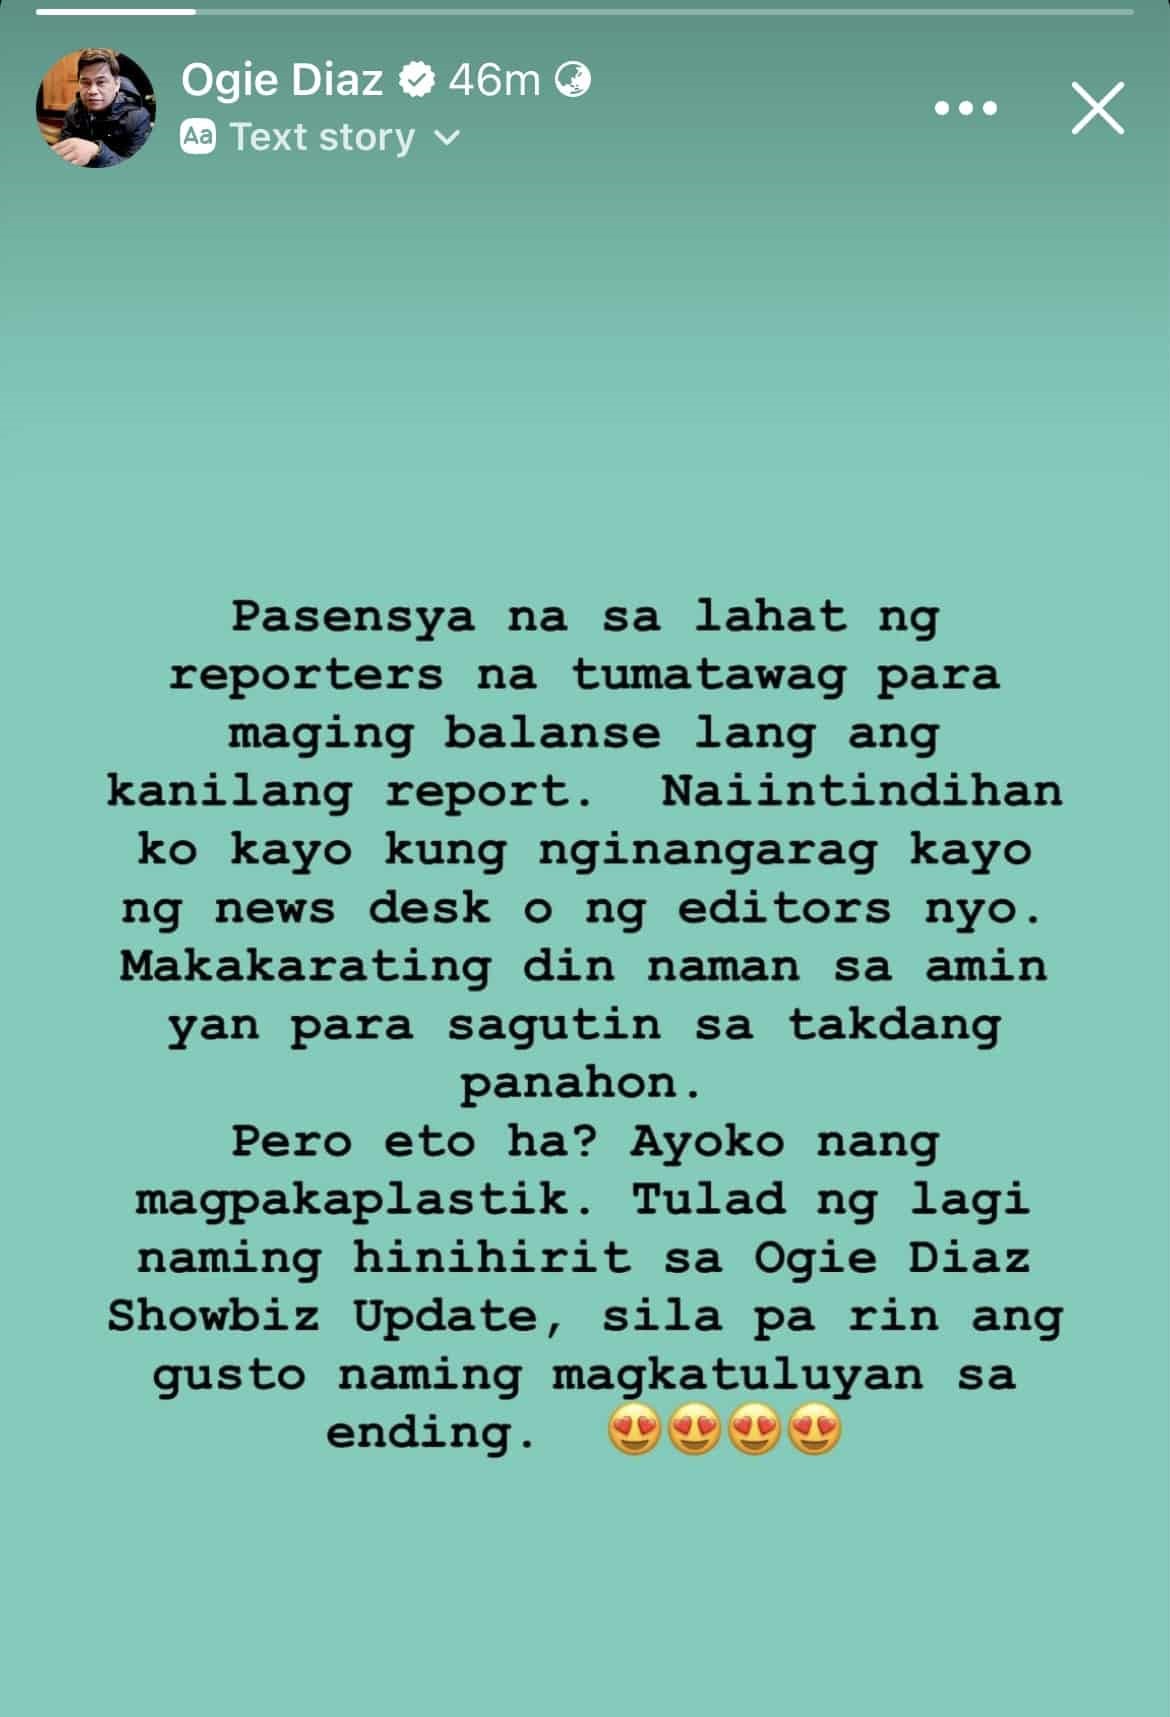 Ogie Diaz 46m
Aa Text story
Pasensya na sa lahat ng
reporters na tumatawag para
maging balanse lang ang
kanilang report. Naiintindihan
ko kayo kung nginangarag kayo
ng news desk o ng editors nyo.
Makakarating din naman sa amin
yan para sagutin sa takdang
panahon.
Pero eto ha? Ayoko nang
magpakaplastik. Tulad ng lagi
naming hinihirit sa Ogie Diaz
Showbiz Update, sila pa rin ang
gusto naming magkatuluyan sa
ending. 😍😍😍😍